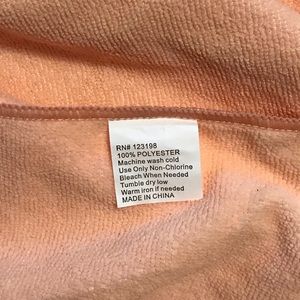 RN# 123198
100% POLYESTER
Machine wash cold
Use Only Non-Chlorine
Bleach When Needed
Tumble dry low
Warm iron if needed
MADE IN CHINA